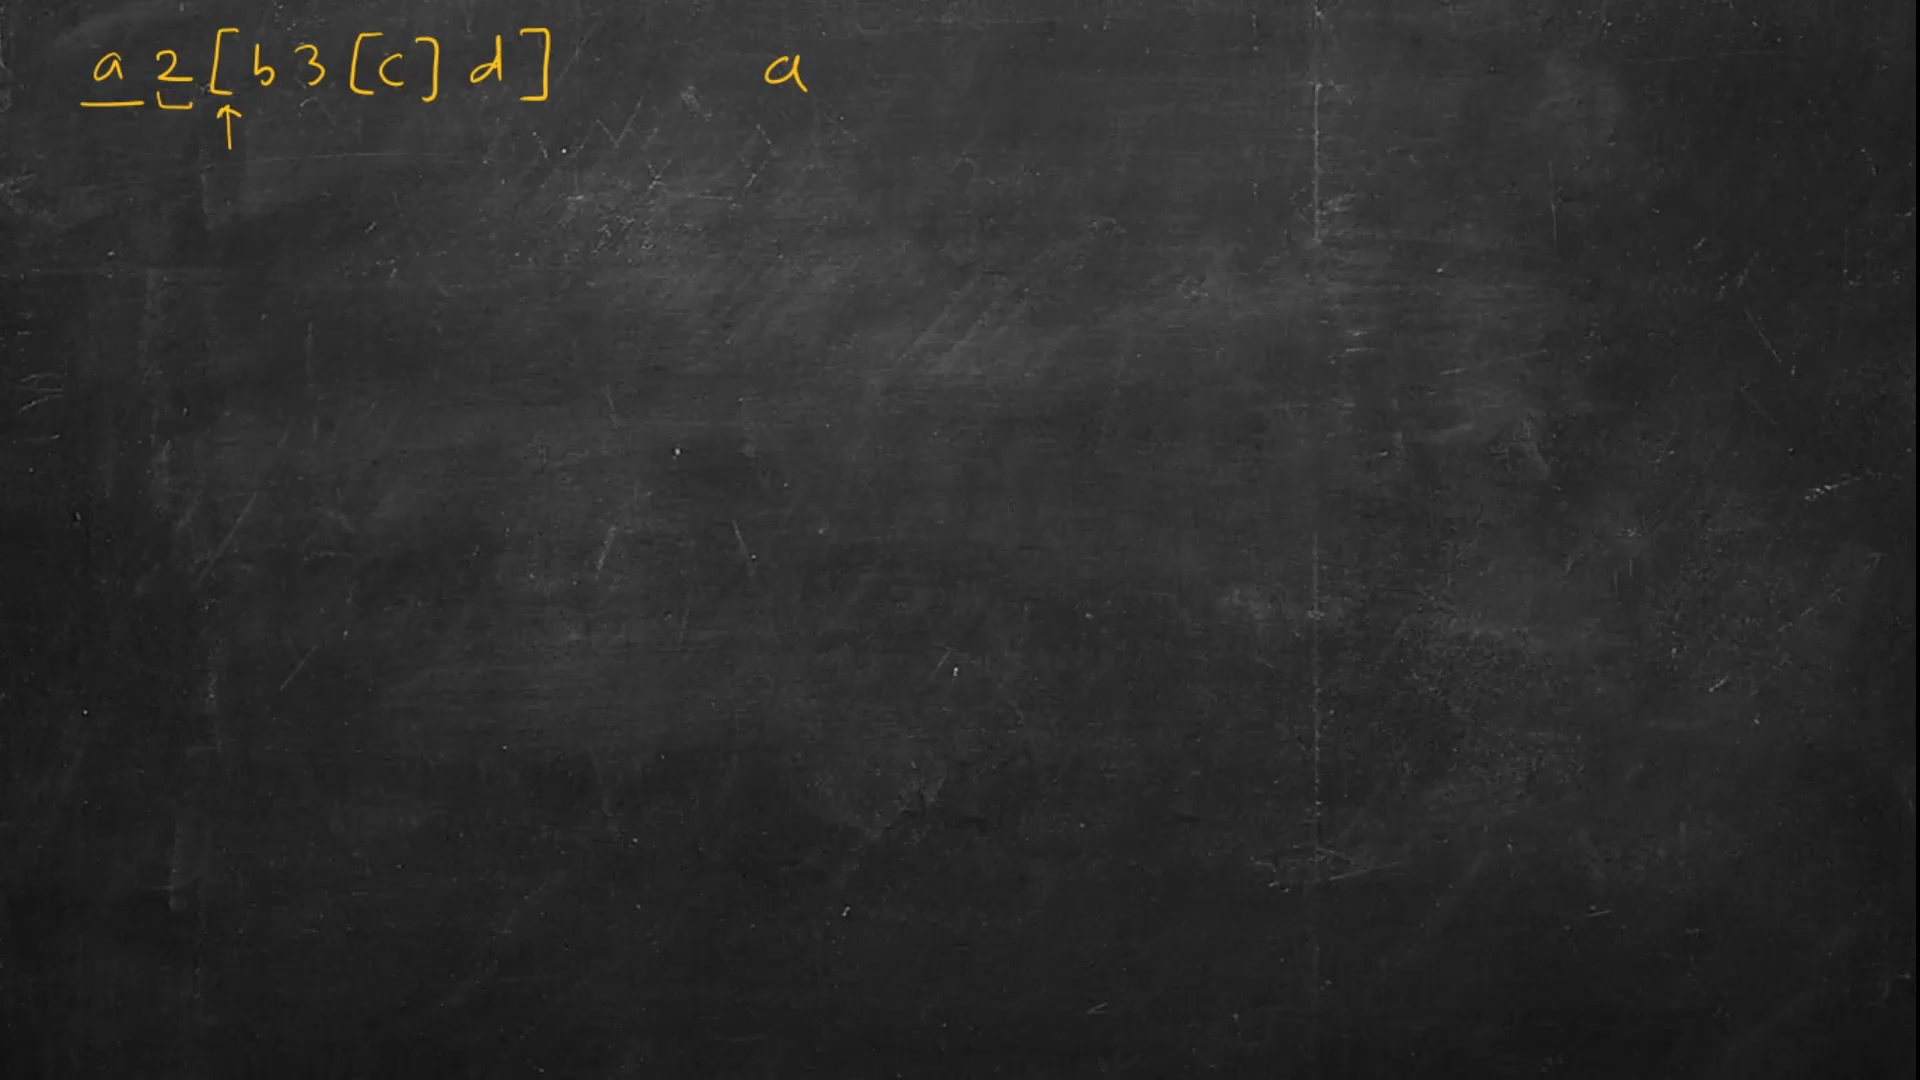 a 2 [ b 3 [ c ] d ] a
↑